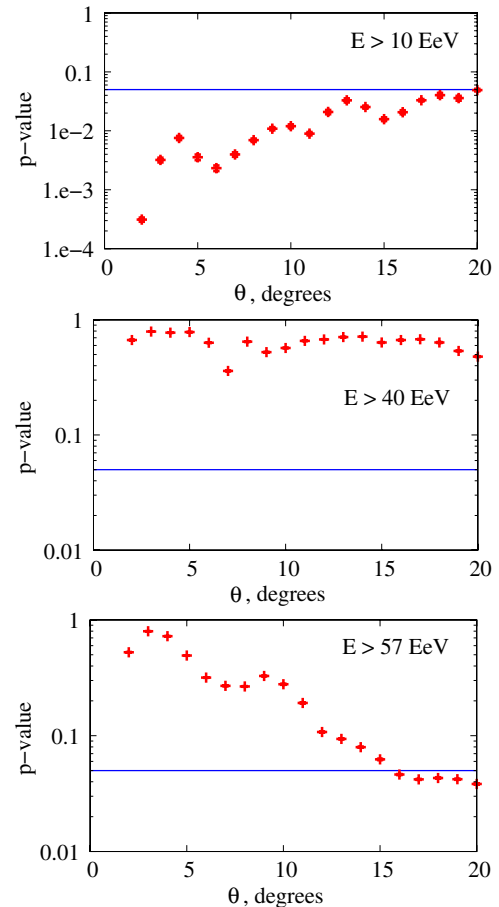 1
E > 10 EeV
0.1
p−value
1.e−2
1.e−3
1.e−4
0 5 10 15 20
θ, degrees
1
E > 40 EeV
p−value
0.1
0.01
0 5 10 15 20
θ, degrees
1
E > 57 EeV
p−value
0.1
0.01
0 5 10 15 20
θ, degrees